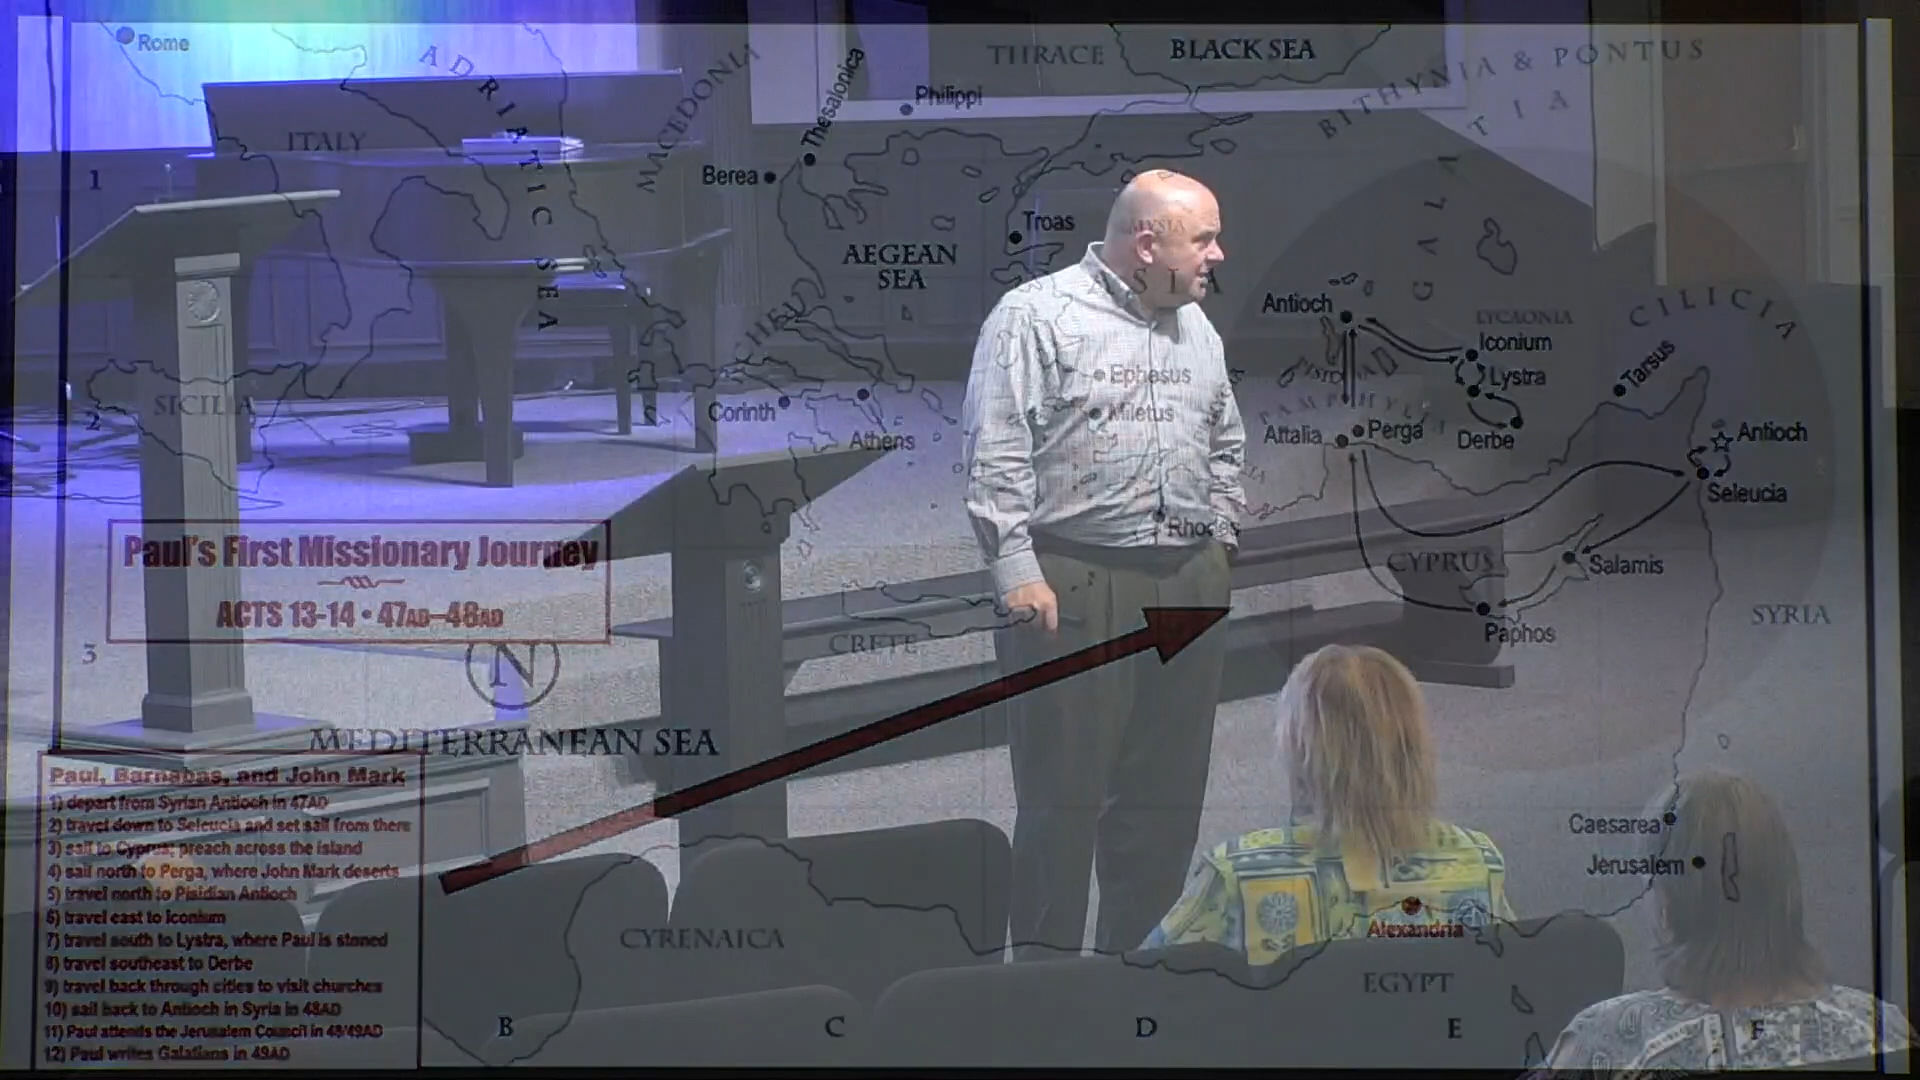 Rome
ADRIATIC SEA
MACEDONIA
Thesalonica
THRACE
BLACK SEA
BITHYNIA & PONTUS
Philippi
ITALY
1
Berea
Troas
AEGEAN
SEA
ASIA
GALATIA
Antioch
LYCAONIA
CILICIA
Iconium
Lystra
Tarsus
Ephesus
Miletus
PAMPHYLIA
SICILIA
2
Corinth
Athens
Attalia
Perga
Derbe
Antioch
Seleucia
Rhodes
Paul's First Missionary Journey
ACTS 13-14 • 47AD–48AD
CYPRUS
Salamis
Paphos
SYRIA
CRETE
3
N
MEDITERRANEAN SEA
Paul, Barnabas, and John Mark
1) depart from Syrian Antioch in 47AD
2) travel down to Seleucia and set sail from there
3) sail to Cyprus; preach across the island
4) sail north to Perga, where John Mark deserts
5) travel north to Pisidian Antioch
6) travel east to Iconium
7) travel south to Lystra, where Paul is stoned
8) travel southeast to Derbe
9) travel back through cities to visit churches
10) sail back to Antioch in Syria in 48AD
11) Paul attends the Jerusalem Council in 48/49AD
12) Paul writes Galatians in 49AD
Caesarea
Jerusalem
Alexandria
CYRENAICA
EGYPT
B
C
D
E
F